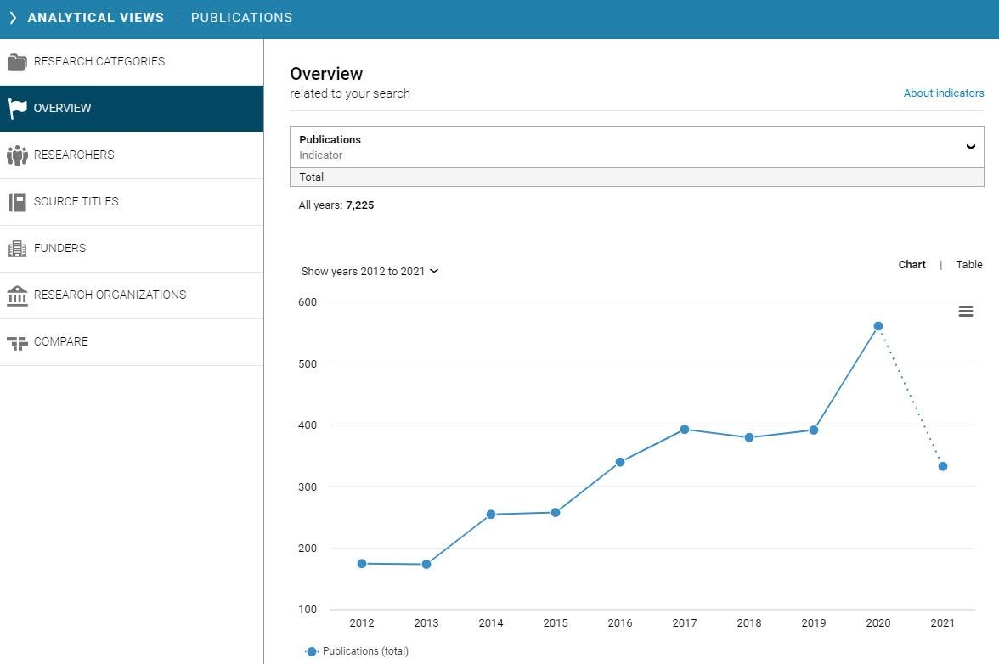 ANALYTICAL VIEWS | PUBLICATIONS
RESEARCH CATEGORIES
OVERVIEW
RESEARCHERS
SOURCE TITLES
FUNDERS
RESEARCH ORGANIZATIONS
COMPARE
Overview
related to your search
About indicators
Publications
Indicator
Total
All years: 7,225
Show years 2012 to 2021
Chart | Table
600
500
400
300
200
100
2012 2013 2014 2015 2016 2017 2018 2019 2020 2021
Publications (total)